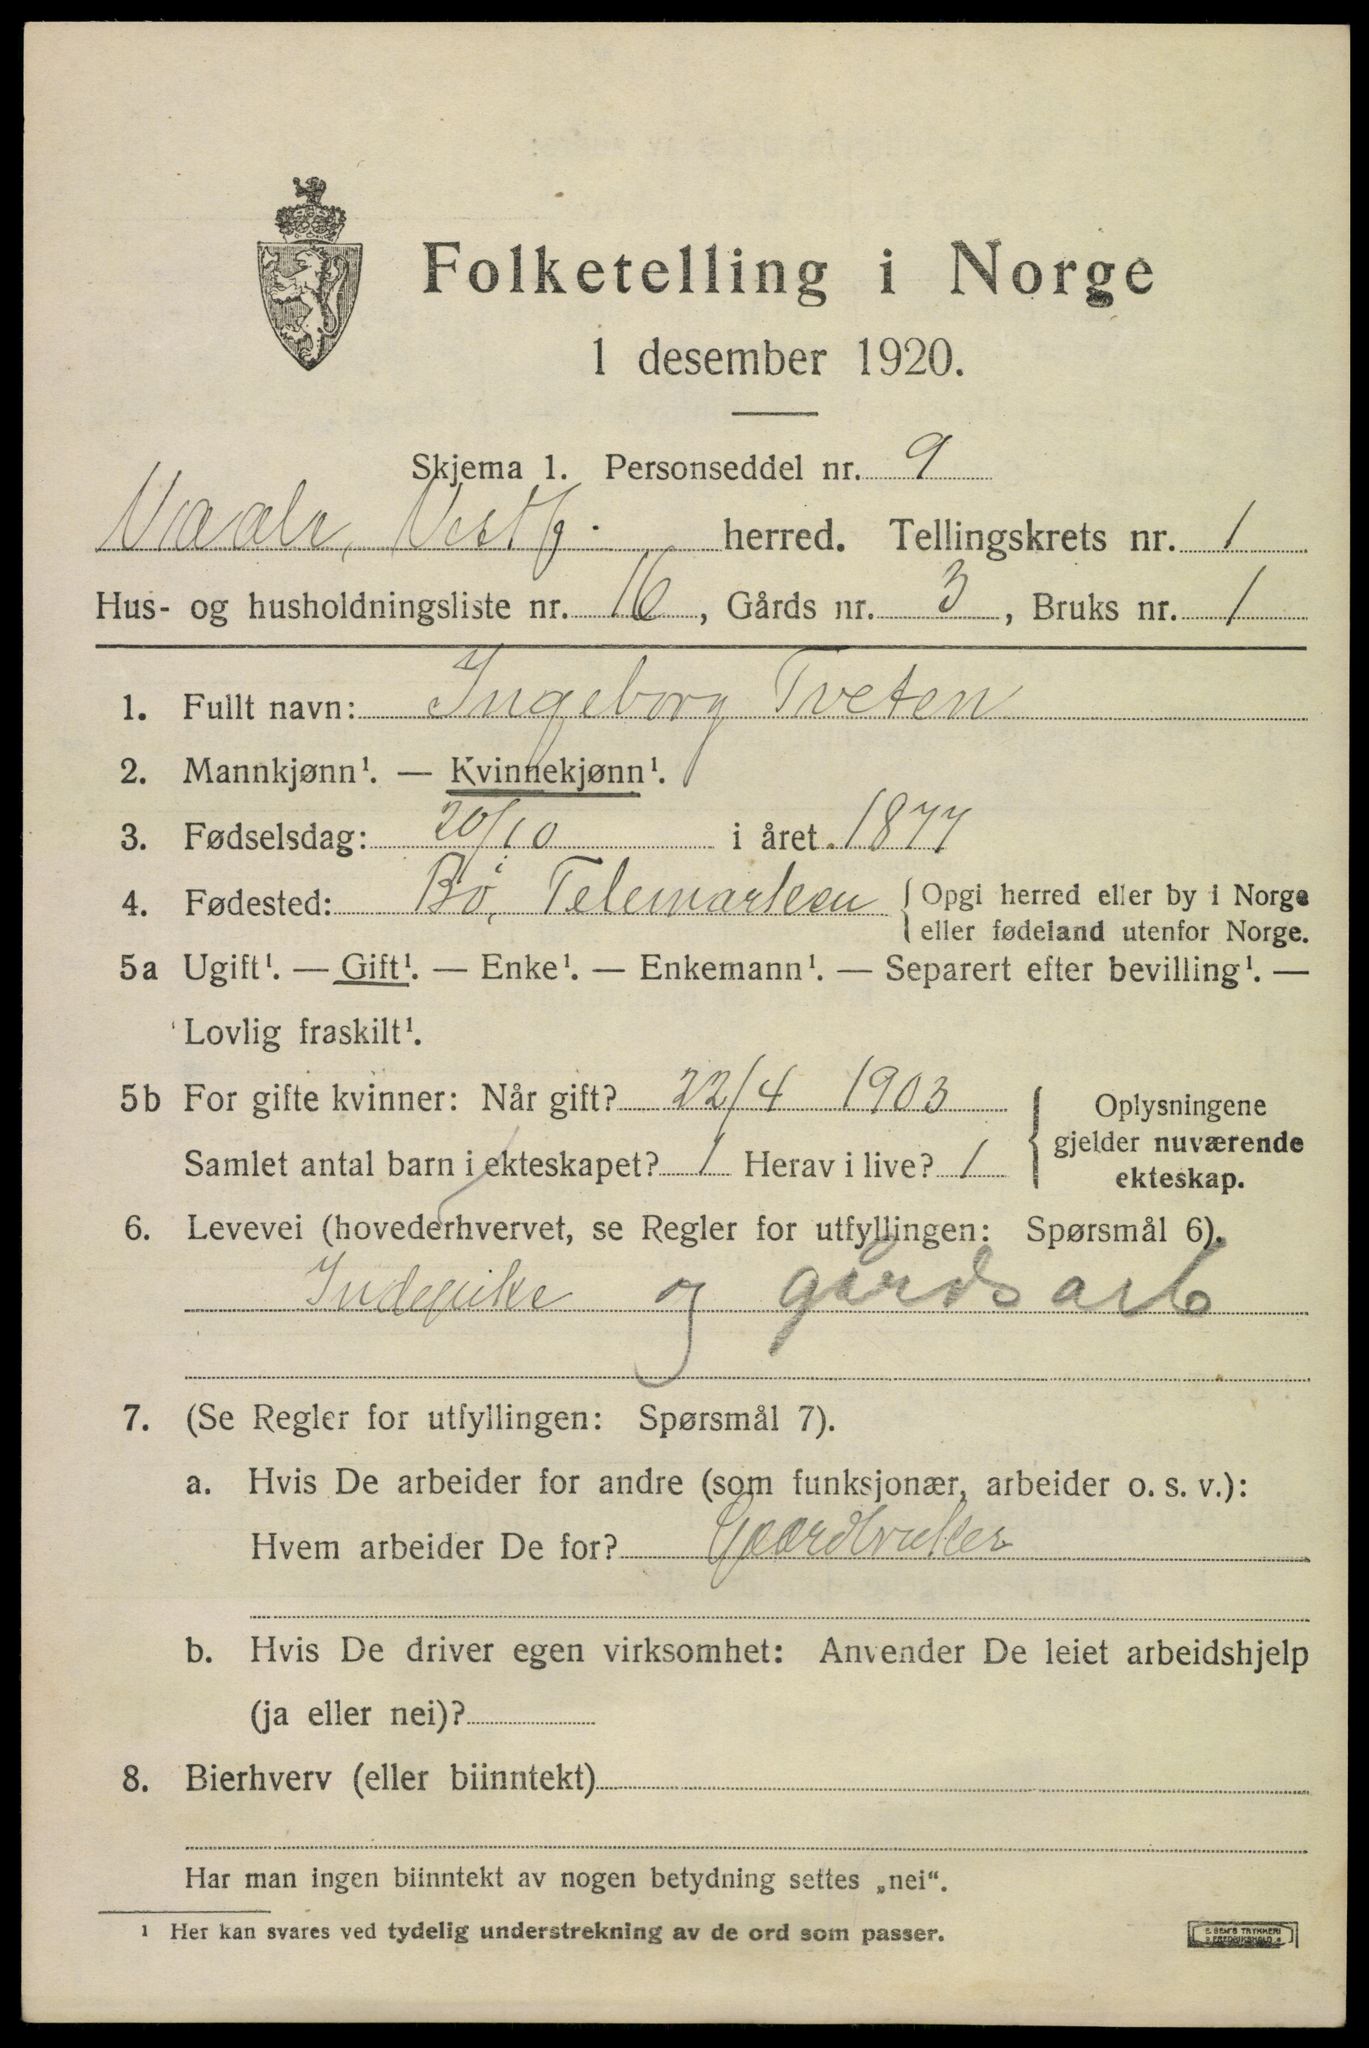 Folketelling i Norge
1 desember 1920.
Skjema 1. Personseddel nr. 9
Vaale, Vestf. herred. Tellingskrets nr. 1
Hus- og husholdningsliste nr. 16, Gårds nr. 3, Bruks nr. 1
1. Fullt navn: Ingeborg Tveten
2. Mannkjønn¹. — Kvinnekjønn¹.
3. Fødselsdag: 20/10 i året 1877
4. Fødested: Bø, Telemarken { Opgi herred eller by i Norge
eller fødeland utenfor Norge.
5a Ugift¹. — Gift¹. — Enke¹. — Enkemann¹. — Separert efter bevilling¹. —
Lovlig fraskilt¹.
5b For gifte kvinner: Når gift? 22/4 1903
Samlet antal barn i ekteskapet? 1 Herav i live? 1
Oplysningene
gjelder nuværende
ekteskap.
6. Levevei (hovederhvervet, se Regler for utfyllingen: Spørsmål 6).
Indepike og gårdsarb
7. (Se Regler for utfyllingen: Spørsmål 7).
a. Hvis De arbeider for andre (som funksjonær, arbeider o. s. v.):
Hvem arbeider De for? Gaardbruker
b. Hvis De driver egen virksomhet: Anvender De leiet arbeidshjelp
(ja eller nei)?
8. Bierhverv (eller biinntekt)
Har man ingen biinntekt av nogen betydning settes „nei“.
¹ Her kan svares ved tydelig understrekning av de ord som passer.